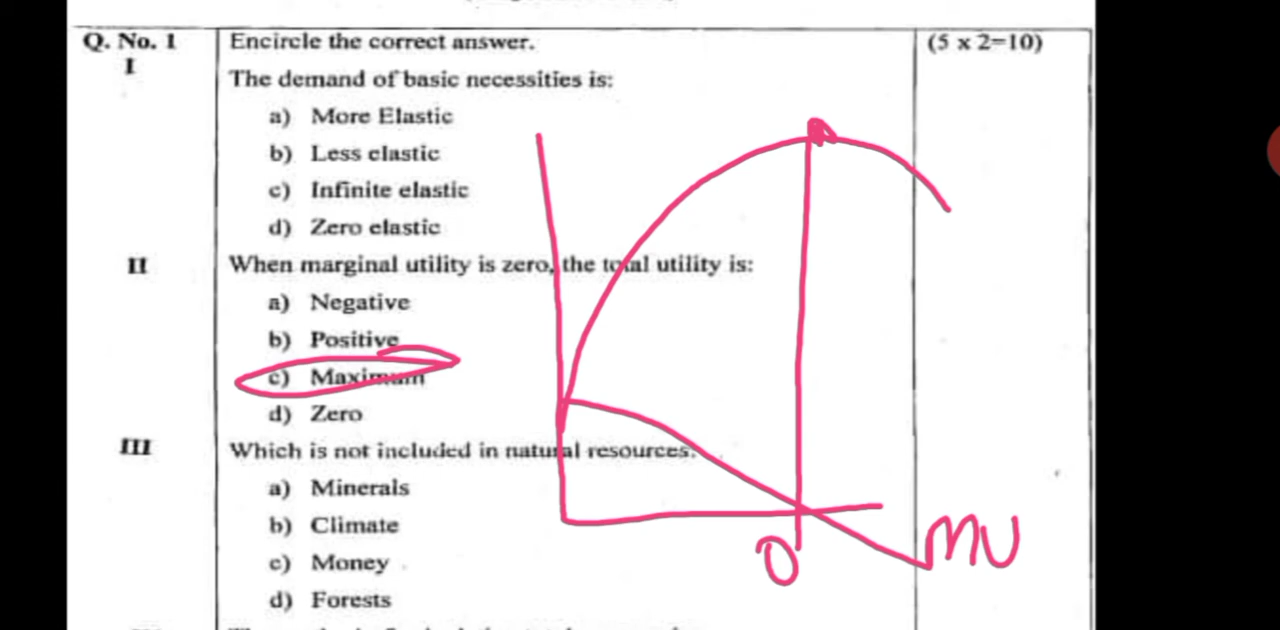 Q. No. 1
Encircle the correct answer.
(5 x 2=10)
I
The demand of basic necessities is:
a) More Elastic
b) Less elastic
c) Infinite elastic
d) Zero elastic
II
When marginal utility is zero, the total utility is:
a) Negative
b) Positive
c) Maximum
d) Zero
III
Which is not included in natural resources.
a) Minerals
b) Climate
c) Money
d) Forests
O
MU